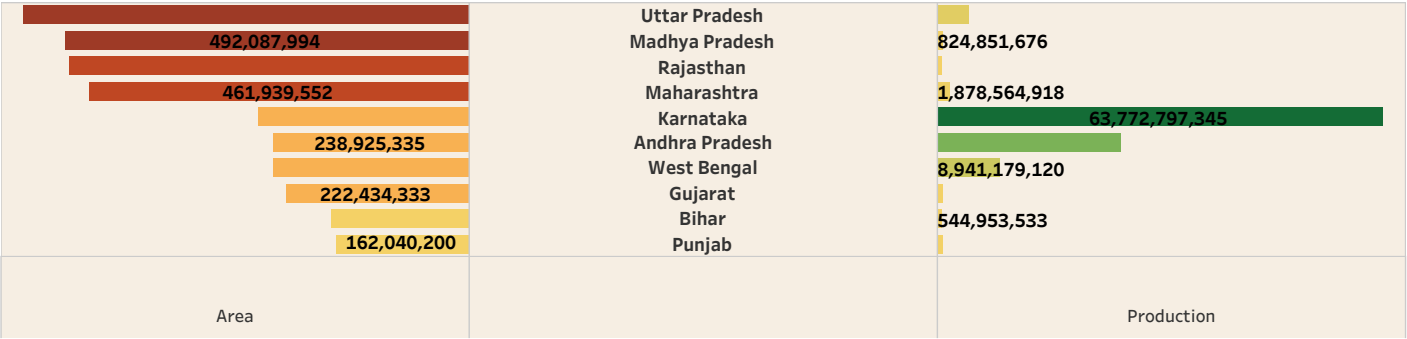 Uttar Pradesh
492,087,994 Madhya Pradesh 824,851,676
Rajasthan
461,939,552 Maharashtra 1,878,564,918
Karnataka 63,772,797,345
238,925,335 Andhra Pradesh
West Bengal 8,941,179,120
222,434,333 Gujarat
Bihar 544,953,533
162,040,200 Punjab
Area Production